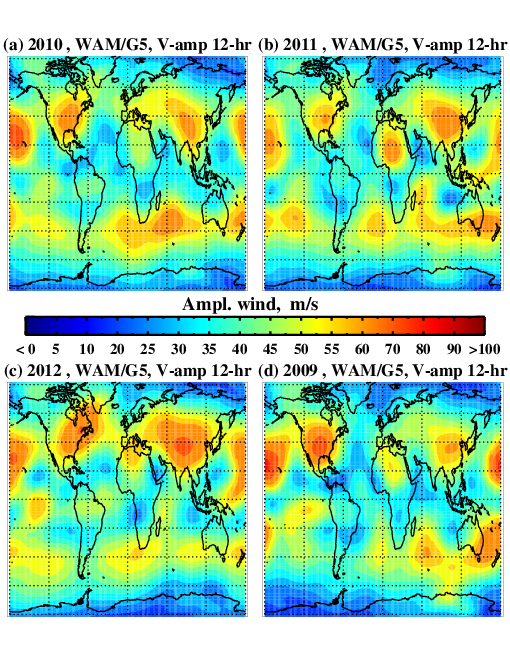 (a) 2010 , WAM/G5, V-amp 12-hr (b) 2011 , WAM/G5, V-amp 12-hr
Ampl. wind, m/s
< 0 5 10 20 30 35 40 45 50 55 60 70 80 90 >100
(c) 2012 , WAM/G5, V-amp 12-hr (d) 2009 , WAM/G5, V-amp 12-hr